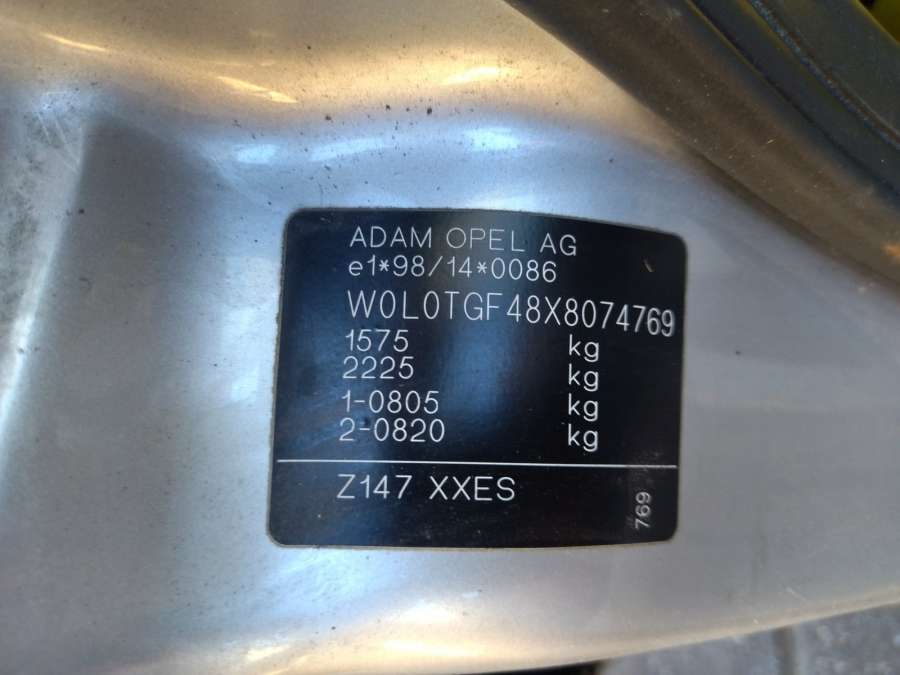 ADAM OPEL AG
e1*98/14*0086
W0L0TGF48X8074769
1575 kg
2225 kg
1-0805 kg
2-0820 kg
Z147 XXES
769